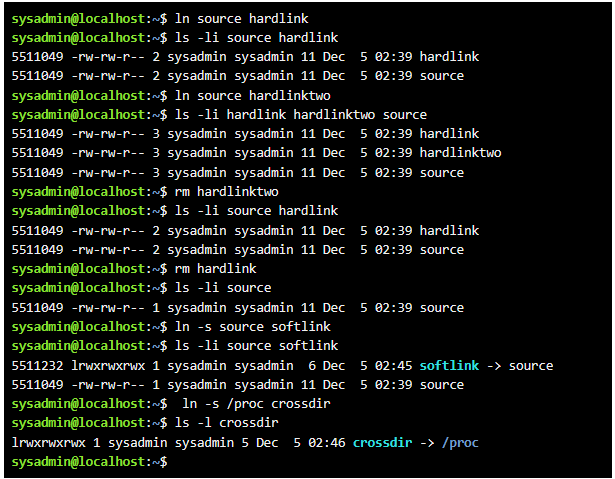 sysadmin@localhost:~$ ln source hardlink
sysadmin@localhost:~$ ls -li source hardlink
5511049 -rw-rw-r-- 2 sysadmin sysadmin 11 Dec  5 02:39 hardlink
5511049 -rw-rw-r-- 2 sysadmin sysadmin 11 Dec  5 02:39 source
sysadmin@localhost:~$ ln source hardlinktwo
sysadmin@localhost:~$ ls -li hardlink hardlinktwo source
5511049 -rw-rw-r-- 3 sysadmin sysadmin 11 Dec  5 02:39 hardlink
5511049 -rw-rw-r-- 3 sysadmin sysadmin 11 Dec  5 02:39 hardlinktwo
5511049 -rw-rw-r-- 3 sysadmin sysadmin 11 Dec  5 02:39 source
sysadmin@localhost:~$ rm hardlinktwo
sysadmin@localhost:~$ ls -li source hardlink
5511049 -rw-rw-r-- 2 sysadmin sysadmin 11 Dec  5 02:39 hardlink
5511049 -rw-rw-r-- 2 sysadmin sysadmin 11 Dec  5 02:39 source
sysadmin@localhost:~$ rm hardlink
sysadmin@localhost:~$ ls -li source
5511049 -rw-rw-r-- 1 sysadmin sysadmin 11 Dec  5 02:39 source
sysadmin@localhost:~$ ln -s source softlink
sysadmin@localhost:~$ ls -li source softlink
5511232 lrwxrwxrwx 1 sysadmin sysadmin  6 Dec  5 02:45 softlink -> source
5511049 -rw-rw-r-- 1 sysadmin sysadmin 11 Dec  5 02:39 source
sysadmin@localhost:~$  ln -s /proc crossdir
sysadmin@localhost:~$ ls -l crossdir
lrwxrwxrwx 1 sysadmin sysadmin 5 Dec  5 02:46 crossdir -> /proc
sysadmin@localhost:~$